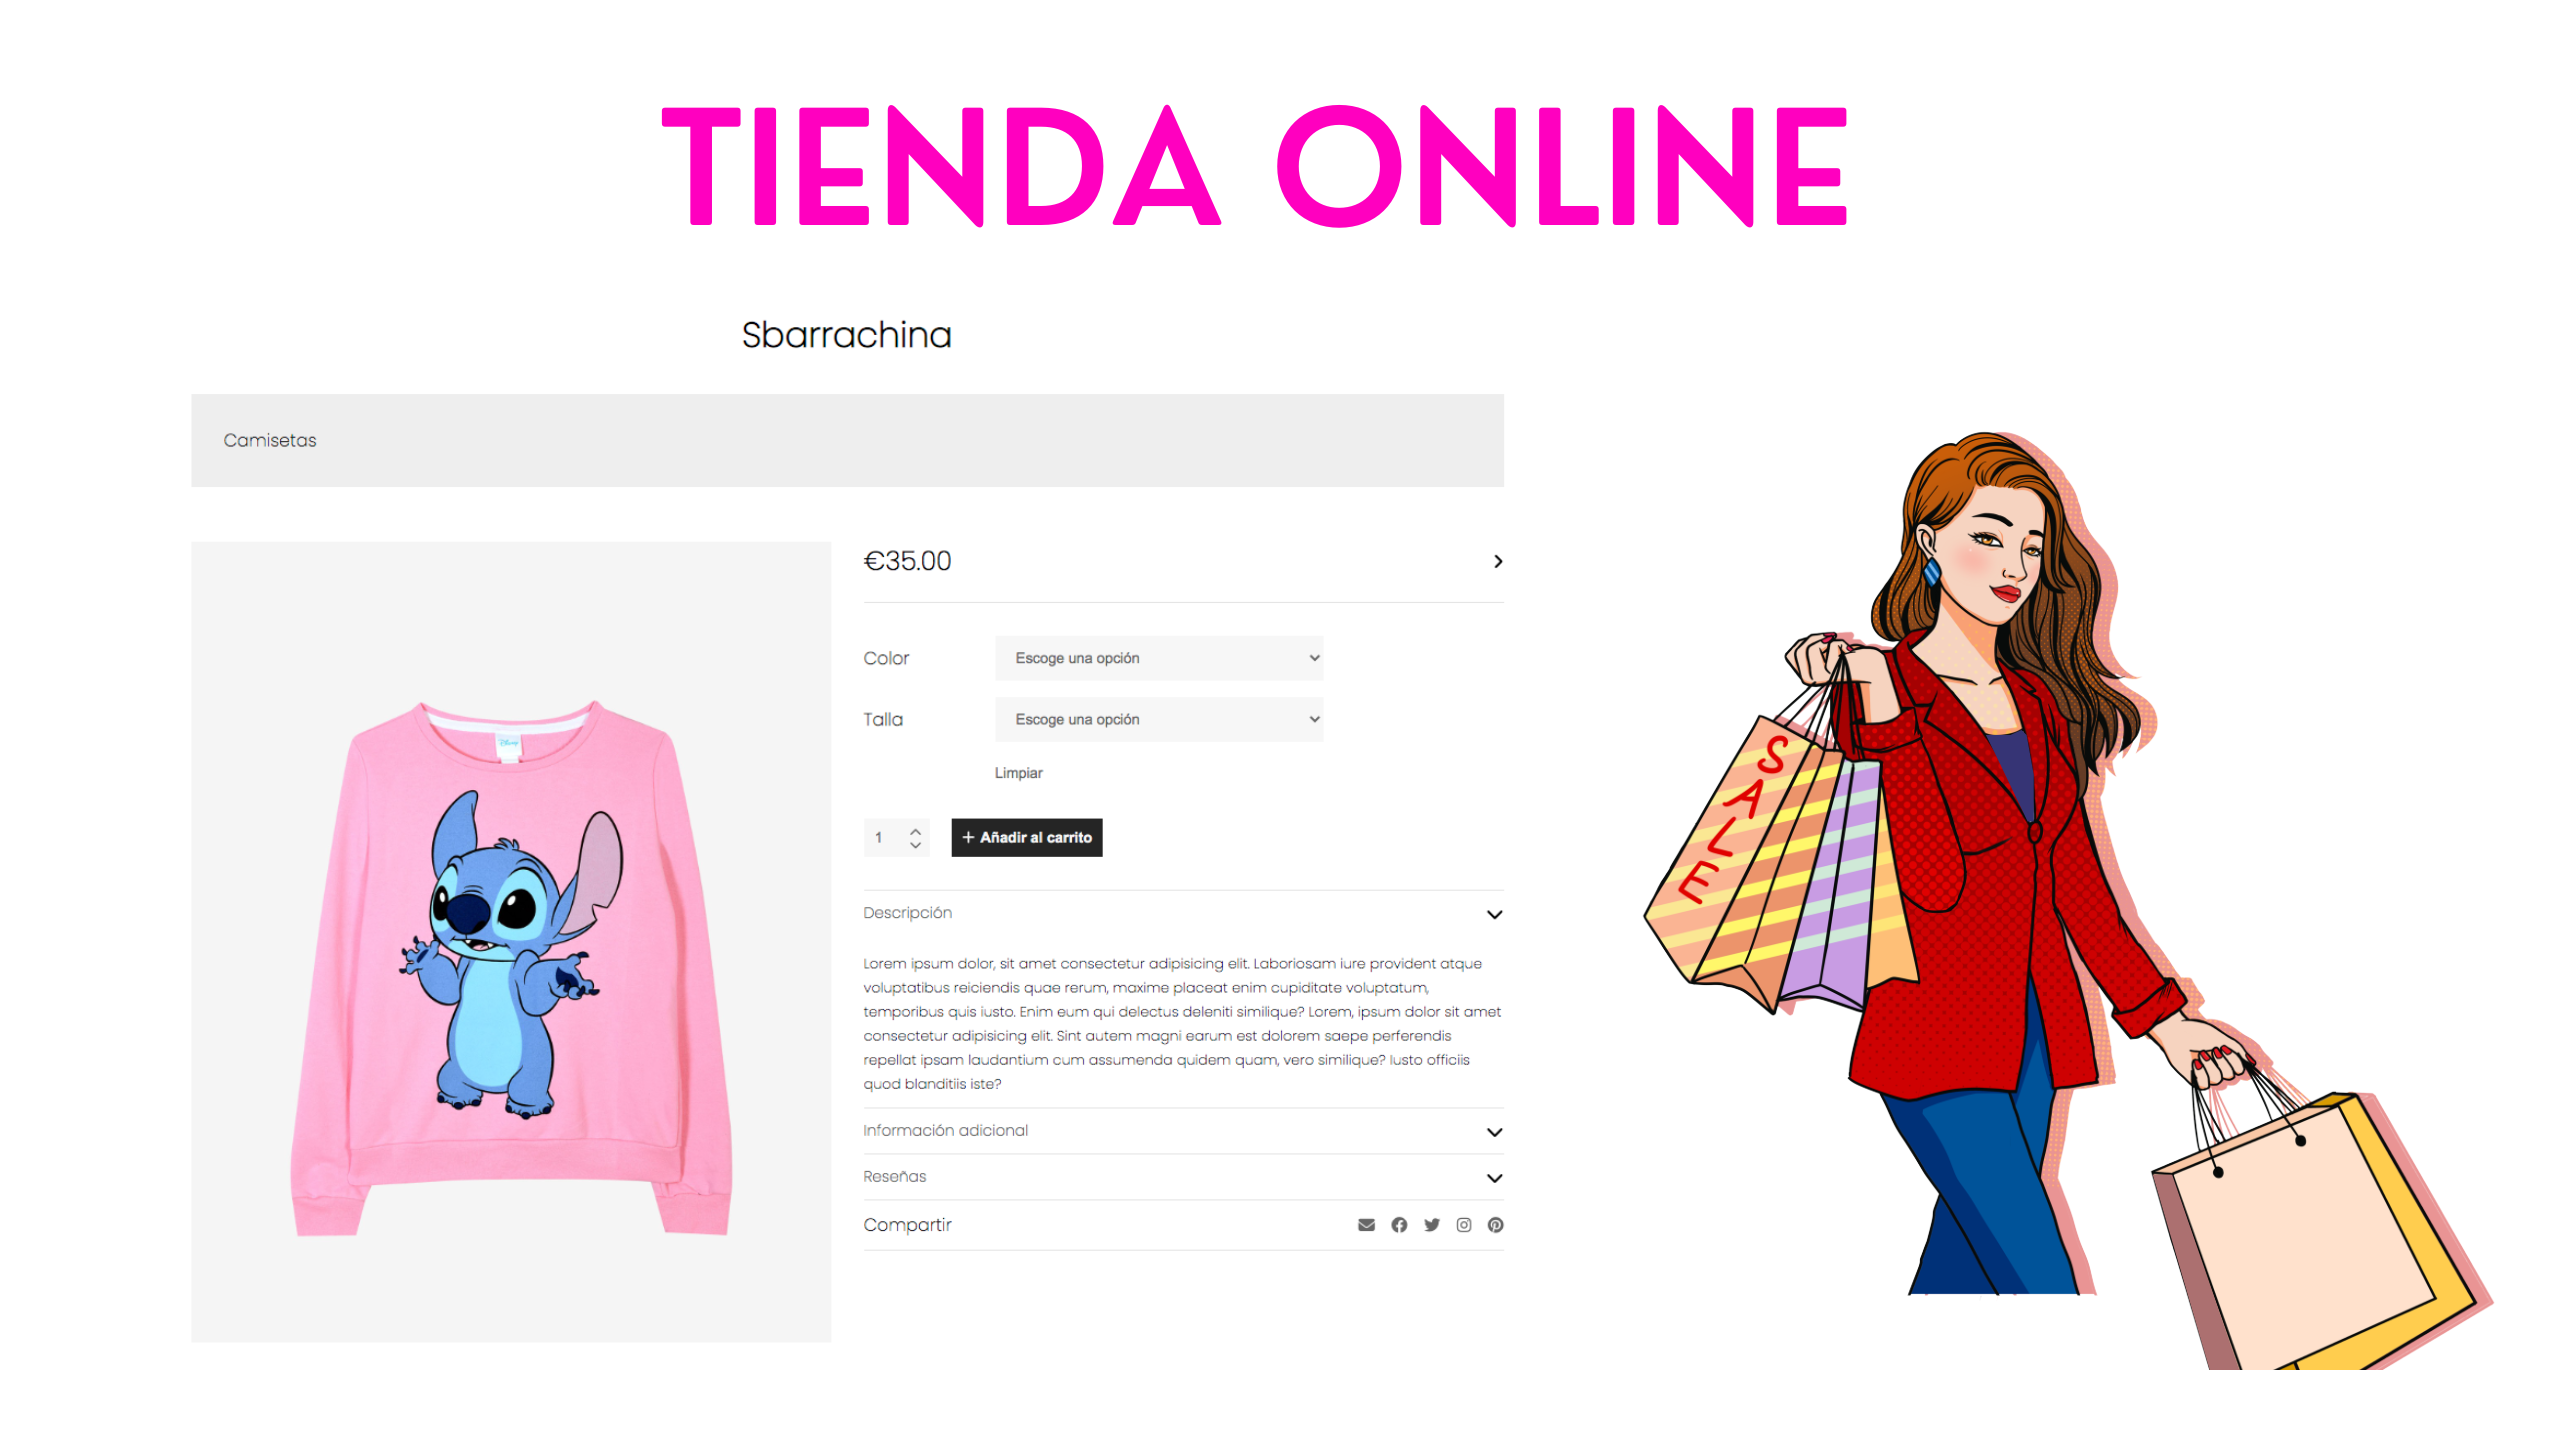 TIENDA ONLINE
Sbarrachina
Camisetas
€35.00
Color
Escoge una opción
Talla
Escoge una opción
Limpiar
1
+ Añadir al carrito
Descripción
Lorem ipsum dolor, sit amet consectetur adipisicing elit. Laboriosam iure provident atque
voluptatibus reiciendis quae rerum, maxime placeat enim cupiditate voluptatum,
temporibus quis iusto. Enim eum qui delectus deleniti similique? Lorem, ipsum dolor sit amet
consectetur adipisicing elit. Sint autem magni earum est dolorem saepe perferendis
repellat ipsam laudantium cum assumenda quidem quam, vero similique? Iusto officiis
quod blanditiis iste?
Información adicional
Reseñas
Compartir
Disney
SALE